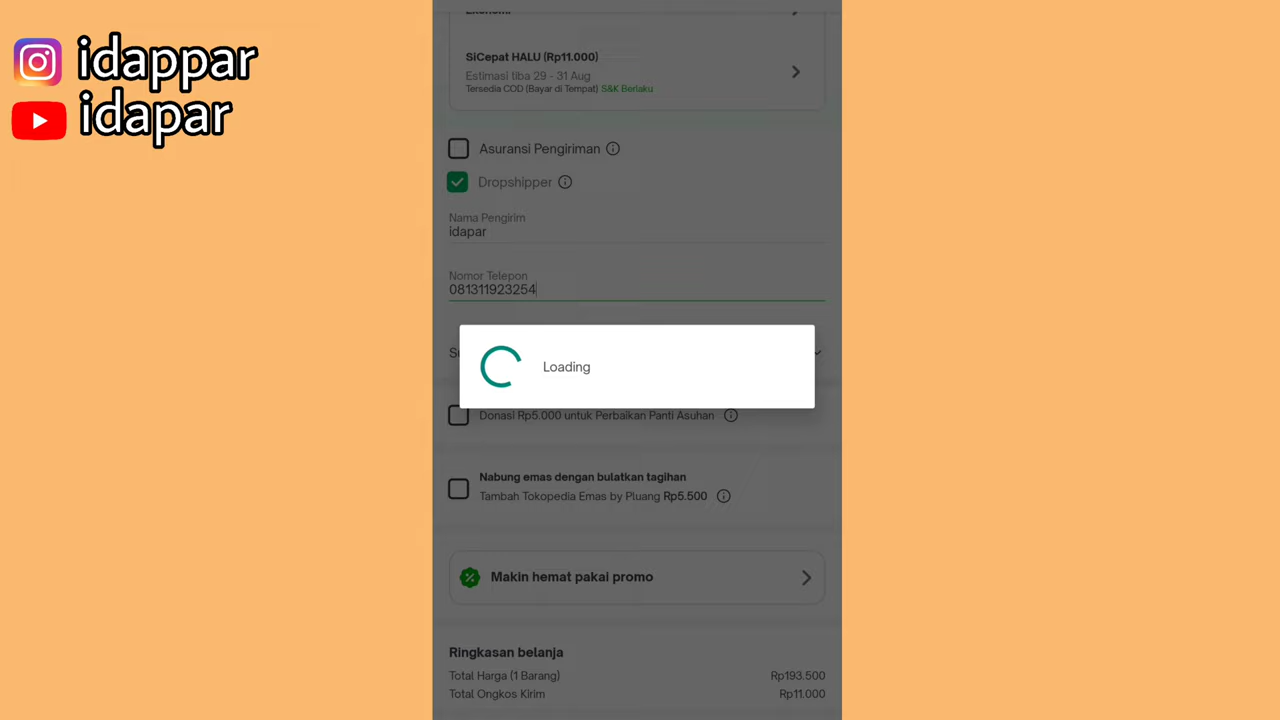 idappar
idapar
Ekonomi
SiCepat HALU (Rp11.000)
Estimasi tiba 29 - 31 Aug
Tersedia COD (Bayar di Tempat) S&K Berlaku
Asuransi Pengiriman
Dropshipper
Nama Pengirim
idapar
Nomor Telepon
081311923254
Loading
Donasi Rp5.000 untuk Perbaikan Panti Asuhan
Nabung emas dengan bulatkan tagihan
Tambah Tokopedia Emas by Pluang Rp5.500
Makin hemat pakai promo
Ringkasan belanja
Total Harga (1 Barang) Rp193.500
Total Ongkos Kirim Rp11.000